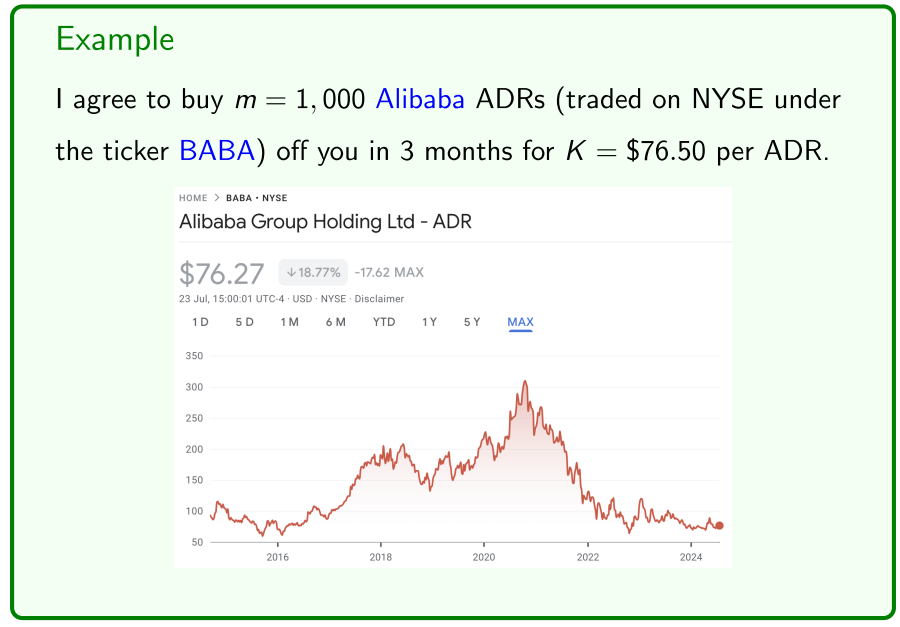 Example
I agree to buy m = 1,000 Alibaba ADRs (traded on NYSE under
the ticker BABA) off you in 3 months for K = $76.50 per ADR.
HOME > BABA • NYSE
Alibaba Group Holding Ltd - ADR
$76.27 ↓18.77% -17.62 MAX
23 Jul, 15:00:01 UTC-4 · USD · NYSE · Disclaimer
1 D 5 D 1 M 6 M YTD 1 Y 5 Y MAX
350
300
250
200
150
100
50
2016 2018 2020 2022 2024